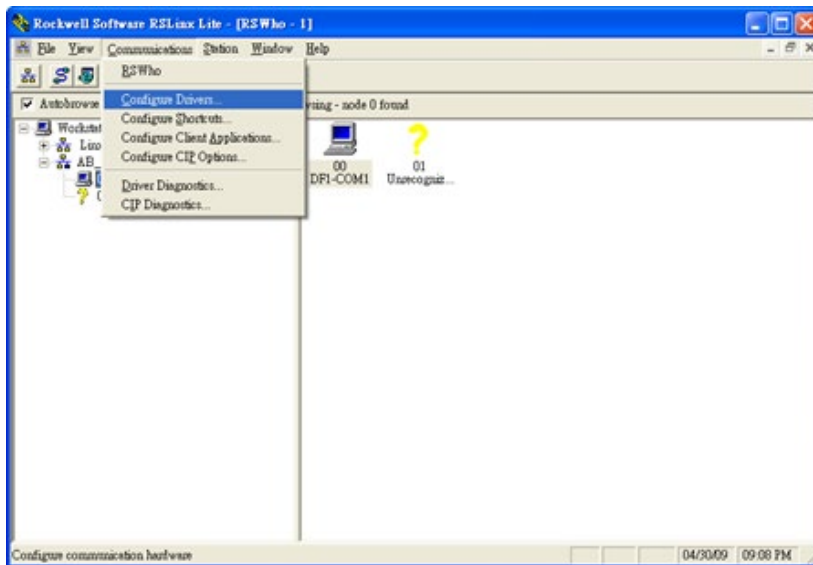 Rockwell Software RSLinx Lite - [RSWho - 1]
File View Communications Station Window Help
RSWho
Autobrowse
Configure Drivers...
Configure Shortcuts...
Configure Client Applications...
Configure CIP Options...
Driver Diagnostics...
CIP Diagnostics...
node 0 found
AB_
00
DF1-COM1
01
Unrecogniz...
Configure communication hardware
04/30/09
09:08 PM